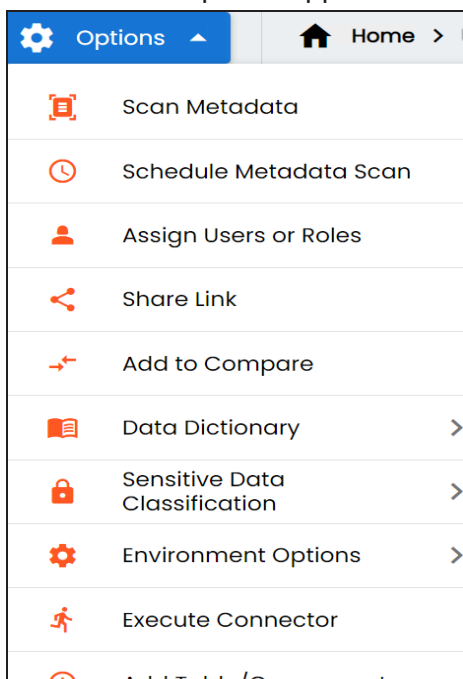 Options
Home >
Scan Metadata
Schedule Metadata Scan
Assign Users or Roles
Share Link
Add to Compare
Data Dictionary
Sensitive Data
Classification
Environment Options
Execute Connector